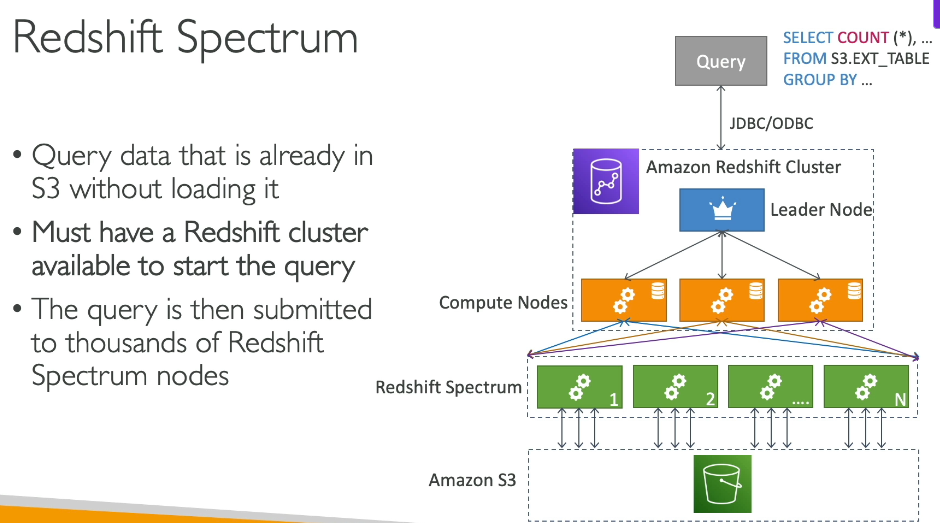 Redshift Spectrum
• Query data that is already in
S3 without loading it
• Must have a Redshift cluster
available to start the query
• The query is then submitted
to thousands of Redshift
Spectrum nodes
Query
SELECT COUNT (*), ...
FROM S3.EXT_TABLE
GROUP BY ...
JDBC/ODBC
Amazon Redshift Cluster
Leader Node
Compute Nodes
Redshift Spectrum
1
2
....
N
Amazon S3